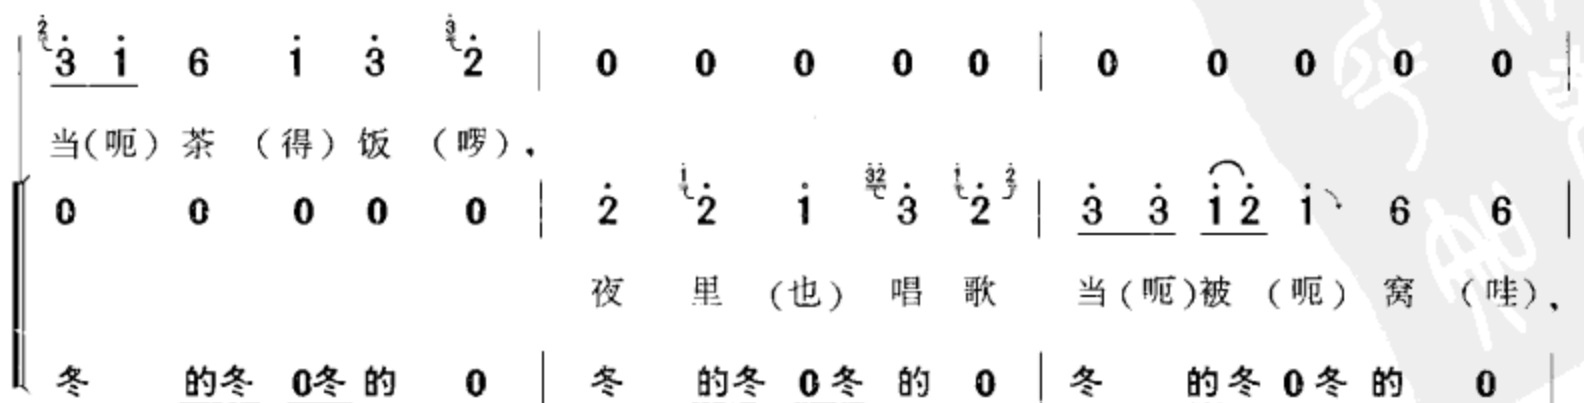 3 1 6 1 3 2 | 0 0 0 0 0 | 0 0 0 0 0
当(呃)茶(得)饭(啰),
0 0 0 0 0 | 2 2 1 3 2 | 3 3 1 2 1 6 6
夜里(也)唱歌 当(呃)被(呃)窝(哇),
冬 的冬 0冬 的 0 | 冬 的冬 0冬 的 0 | 冬 的冬 0冬 的 0